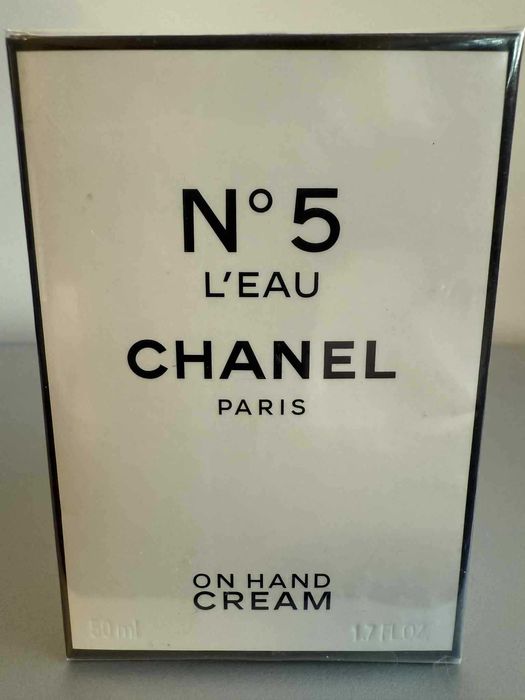 N° 5
L'EAU
CHANEL
PARIS
ON HAND
CREAM
50 ml 1.7 FL OZ